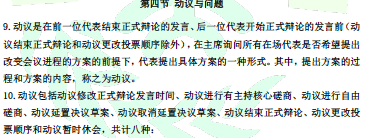 第四节 动议与问题
9.动议是在前一位代表结束正式辩论的发言、后一位代表开始正式辩论的发言前(动
议结束正式辩论和动议更改投票顺序除外),在主席询问所有在场代表是否希望提出
改变会议进程的方案的前提下,代表提出具体方案的一种形式。其中,提出方案的过
程和方案的内容,称之为动议。
10.动议包括动议修改正式辩论发言时间、动议进行有主持核心磋商、动议进行自由
磋商、动议延置决议草案、动议取消延置决议草案、动议结束正式辩论、动议更改投
票顺序和动议暂时休会,共计八种: